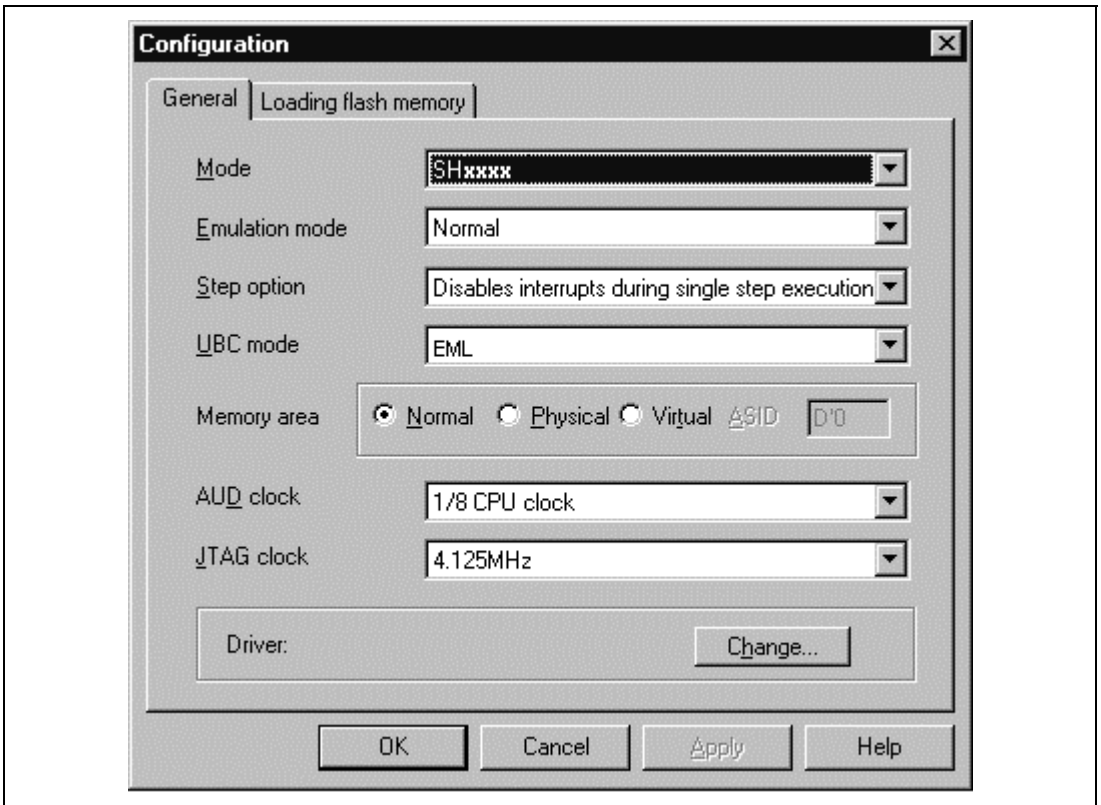 Configuration
General Loading flash memory
Mode SHxxxx
Emulation mode Normal
Step option Disables interrupts during single step execution
UBC mode EML
Memory area Normal Physical Virtual ASID D'0
AUD clock 1/8 CPU clock
JTAG clock 4.125MHz
Driver: Change...
OK Cancel Apply Help